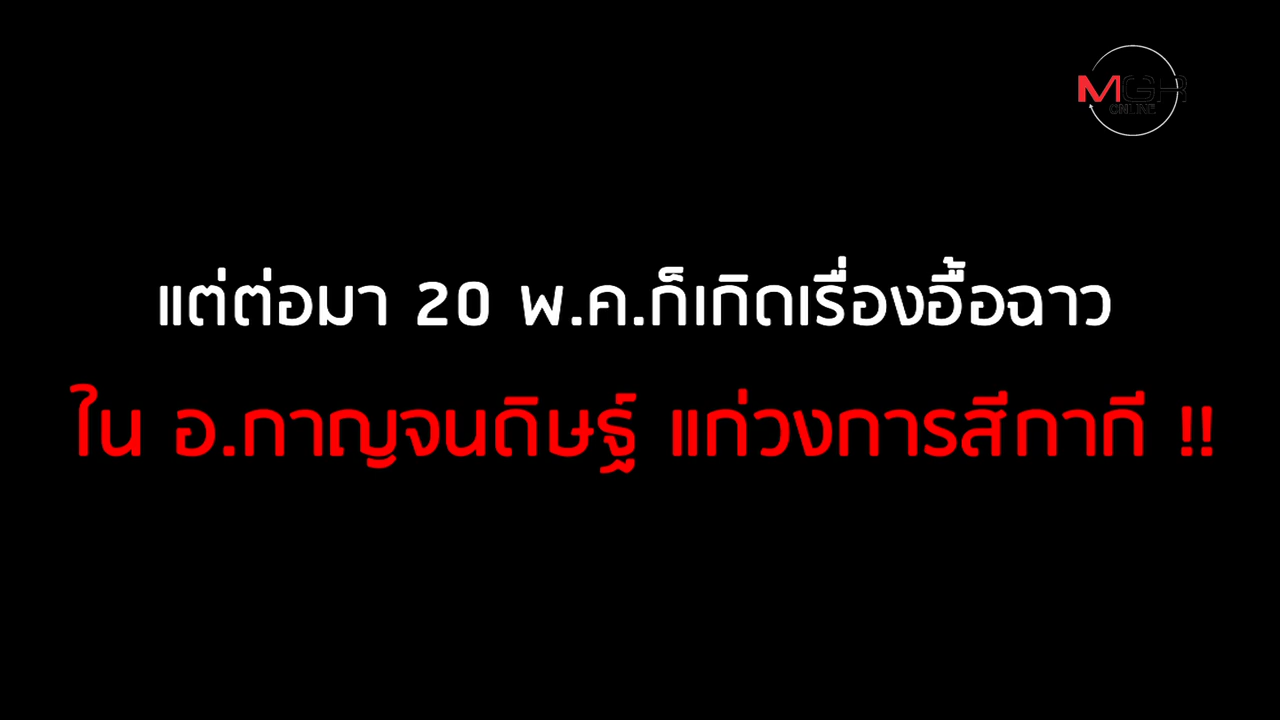 MGR
ONLINE
แต่ต่อมา 20 พ.ค.ก็เกิดเรื่องอื้อฉาว
ใน อ.กาญจนดิษฐ์ แก่วงการสีกากี !!